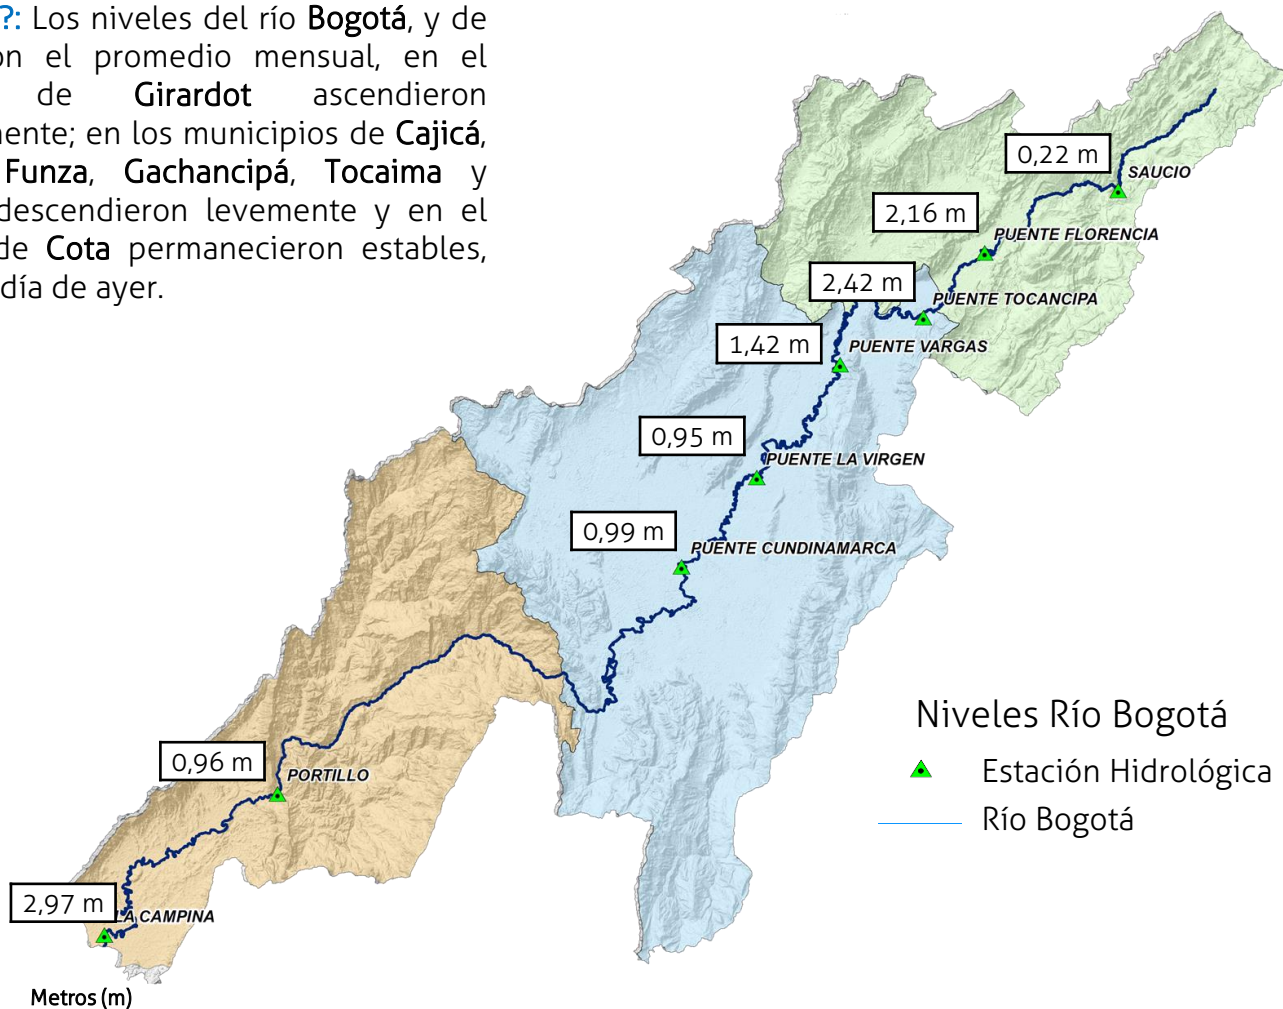 ?: Los niveles del río Bogotá, y de
el promedio mensual, en el
de Girardot ascendieron
en los municipios de Cajicá,
Funza, Gachancipá, Tocaima y
descendieron levemente y en el
de Cota permanecieron estables,
día de ayer.
0,22 m
SAUCIO
2,16 m
PUENTE FLORENCIA
2,42 m
PUENTE TOCANCIPA
1,42 m
PUENTE VARGAS
0,95 m
PUENTE LA VIRGEN
0,99 m
PUENTE CUNDINAMARCA
Niveles Río Bogotá
Estación Hidrológica
Río Bogotá
0,96 m
PORTILLO
2,97 m
LA CAMPINA
Metros (m)